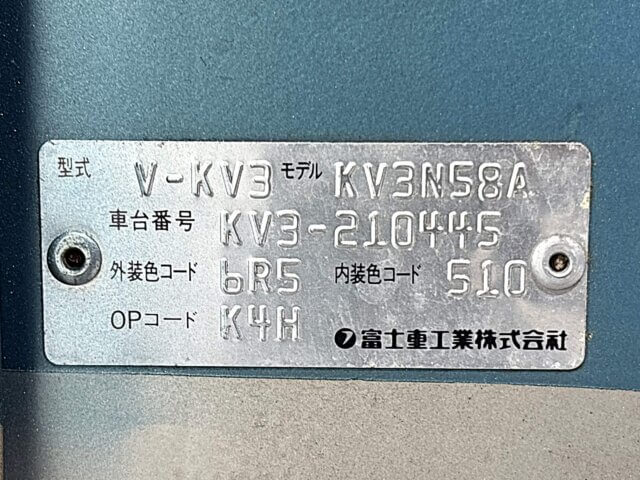 型式 V-KV3 モデル KV3N58A
車台番号 KV3-210445
外装色コード 6R5 内装色コード 510
OPコード K4H
富士重工業株式会社